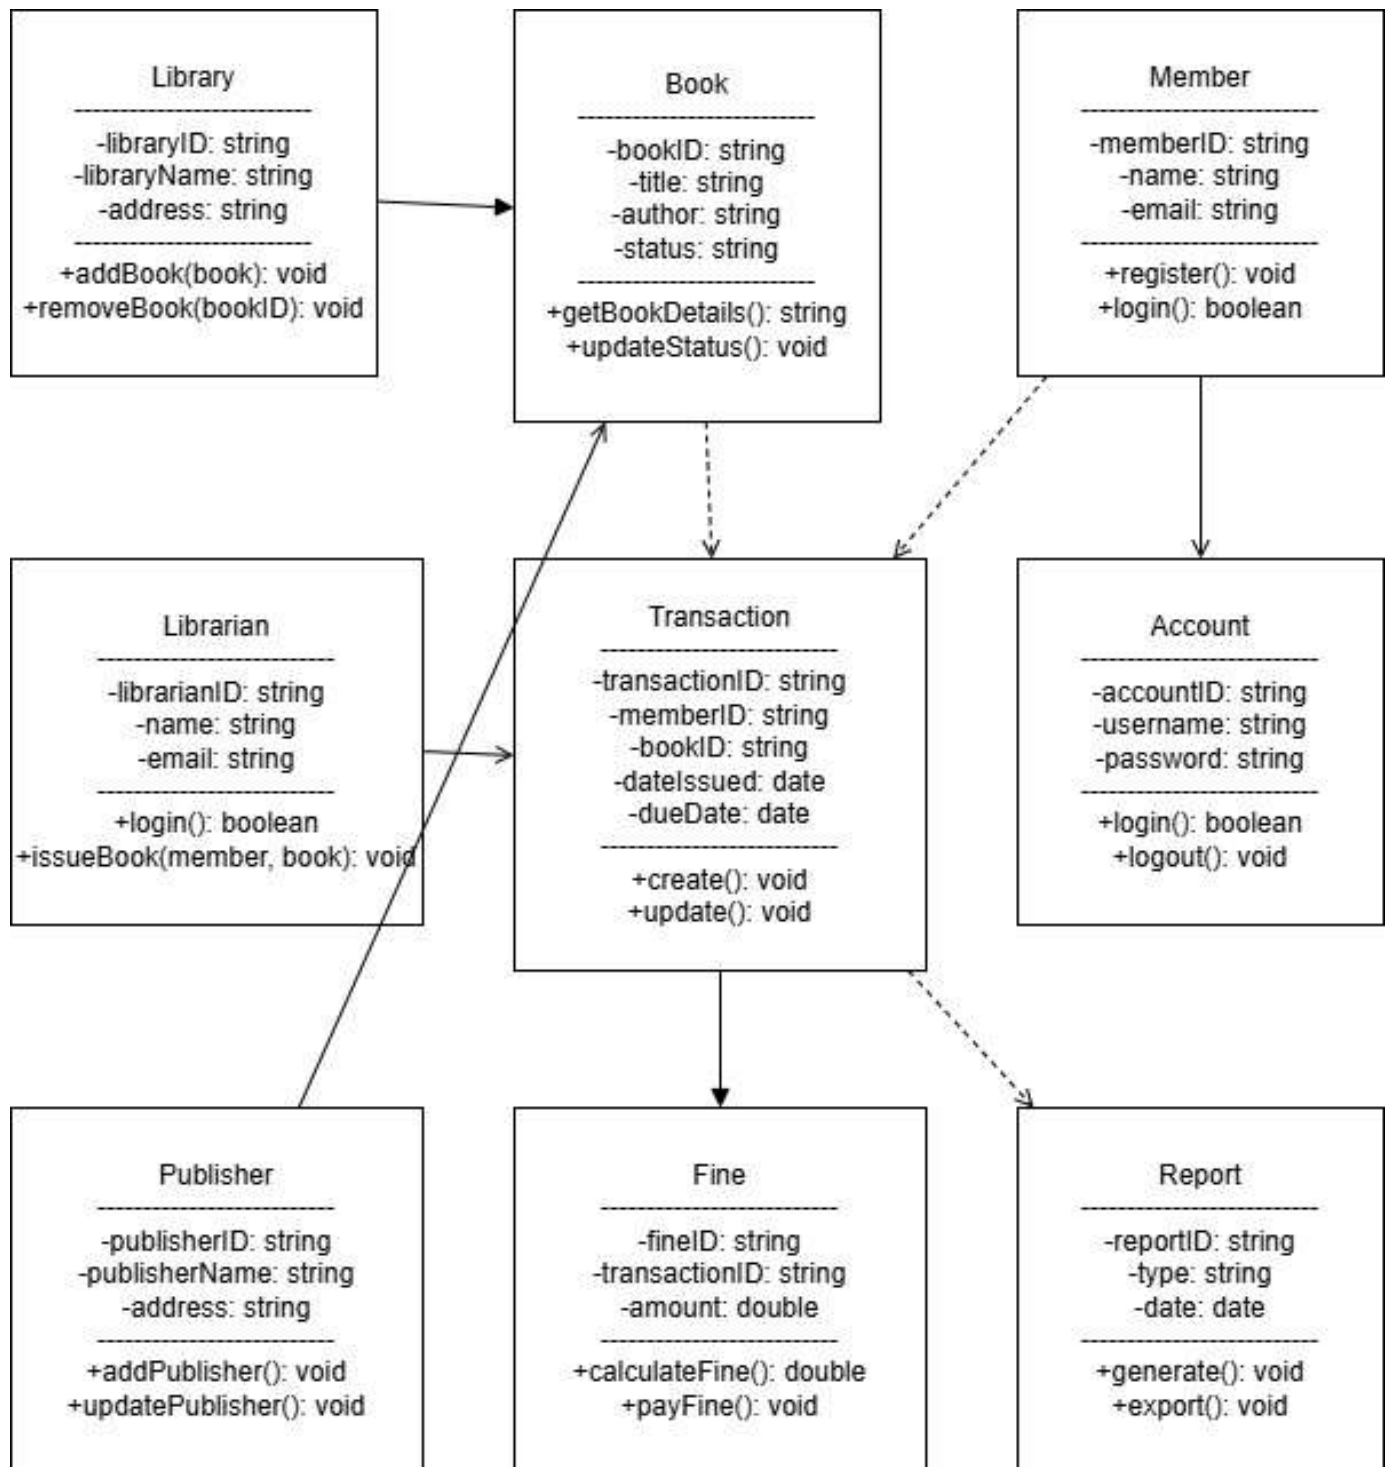 Library
-libraryID: string
-libraryName: string
-address: string
+addBook(book): void
+removeBook(bookID): void
Book
-bookID: string
-title: string
-author: string
-status: string
+getBookDetails(): string
+updateStatus(): void
Member
-memberID: string
-name: string
-email: string
+register(): void
+login(): boolean
Librarian
-librarianID: string
-name: string
-email: string
+login(): boolean
+issueBook(member, book): void
Transaction
-transactionID: string
-memberID: string
-bookID: string
-dateIssued: date
-dueDate: date
+create(): void
+update(): void
Account
-accountID: string
-username: string
-password: string
+login(): boolean
+logout(): void
Publisher
-publisherID: string
-publisherName: string
-address: string
+addPublisher(): void
+updatePublisher(): void
Fine
-fineID: string
-transactionID: string
-amount: double
+calculateFine(): double
+payFine(): void
Report
-reportID: string
-type: string
-date: date
+generate(): void
+export(): void